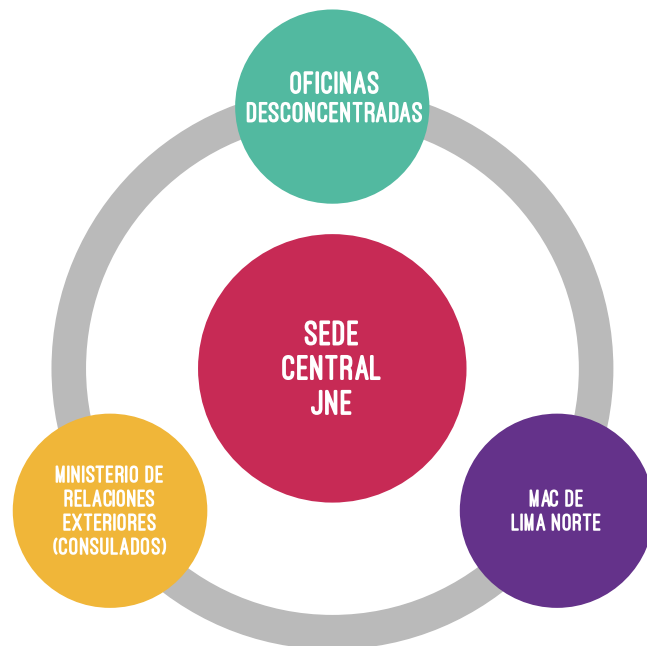 OFICINAS
DESCONCENTRADAS
SEDE
CENTRAL
JNE
MINISTERIO DE
RELACIONES
EXTERIORES
(CONSULADOS)
MAC DE
LIMA NORTE